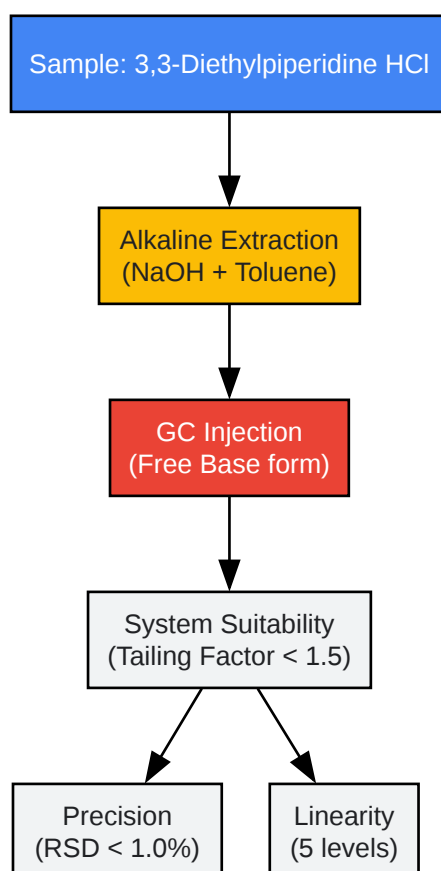 Sample: 3,3-Diethylpiperidine HCl
Alkaline Extraction
(NaOH + Toluene)
GC Injection
(Free Base form)
System Suitability
(Tailing Factor < 1.5)
Precision
(RSD < 1.0%)
Linearity
(5 levels)